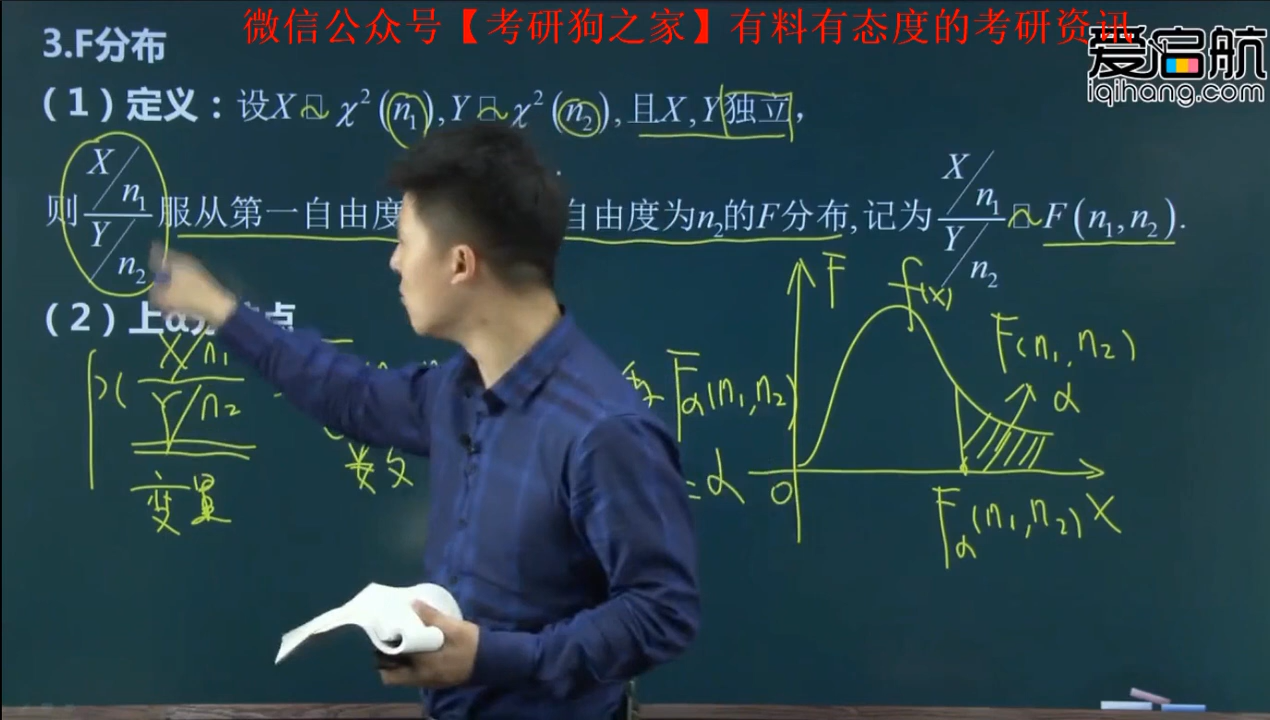 微信公众号【考研狗之家】有料有态度的考研资讯
爱启航
iqihang.com
3.F分布
（1）定义：设X～χ²(n₁),Y～χ²(n₂),且X,Y独立,
则 X/n₁ / Y/n₂ 服从第一自由度 自由度为n₂的F分布,记为 X/n₁ / Y/n₂ ～ F(n₁,n₂).
（2）上α 点
P{ X/n₁ / Y/n₂ Fα(n₁,n₂)
变量
= α
F
f(x)
F(n₁,n₂)
α
0
Fα(n₁,n₂) X